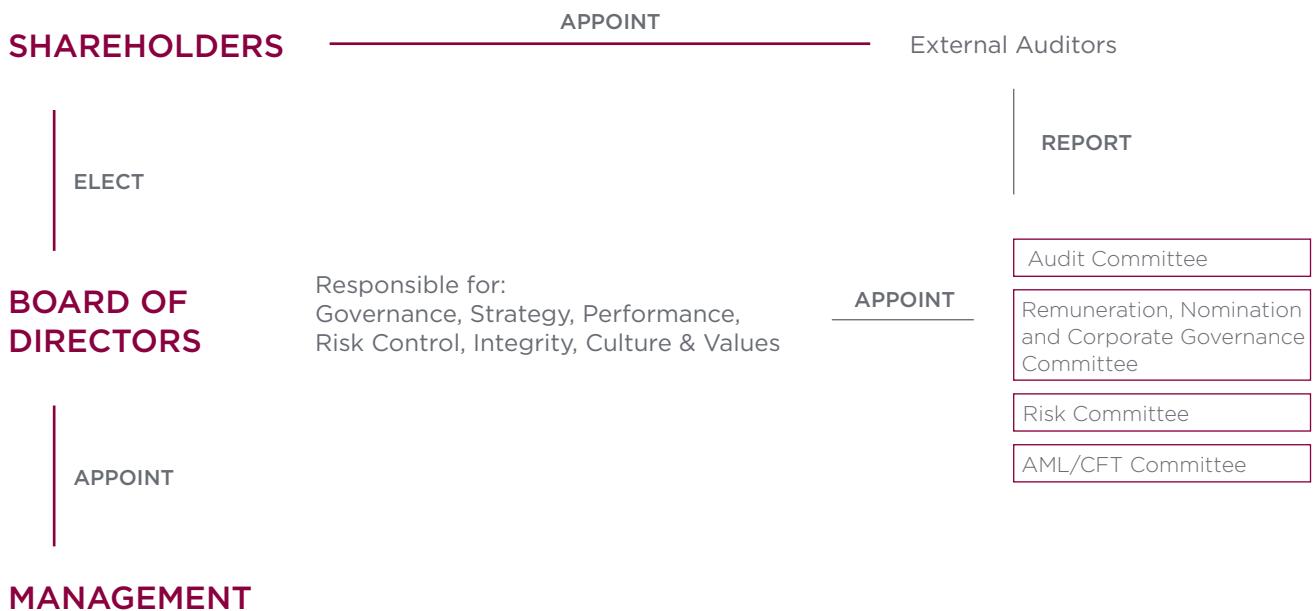 APPOINT
SHAREHOLDERS
External Auditors
REPORT
ELECT
Audit Committee
BOARD OF
DIRECTORS
Responsible for:
Governance, Strategy, Performance,
Risk Control, Integrity, Culture & Values
APPOINT
Remuneration, Nomination
and Corporate Governance
Committee
Risk Committee
AML/CFT Committee
APPOINT
MANAGEMENT